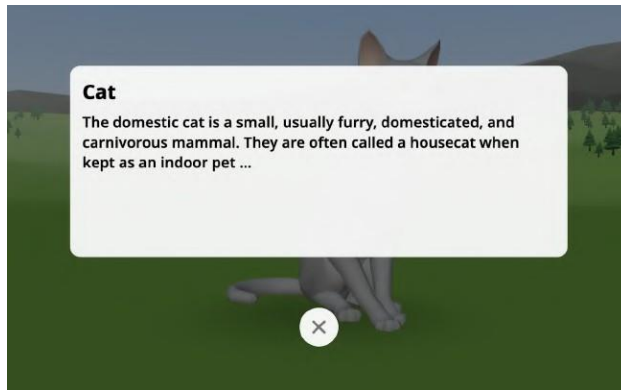 Cat
The domestic cat is a small, usually furry, domesticated, and
carnivorous mammal. They are often called a housecat when
kept as an indoor pet ...